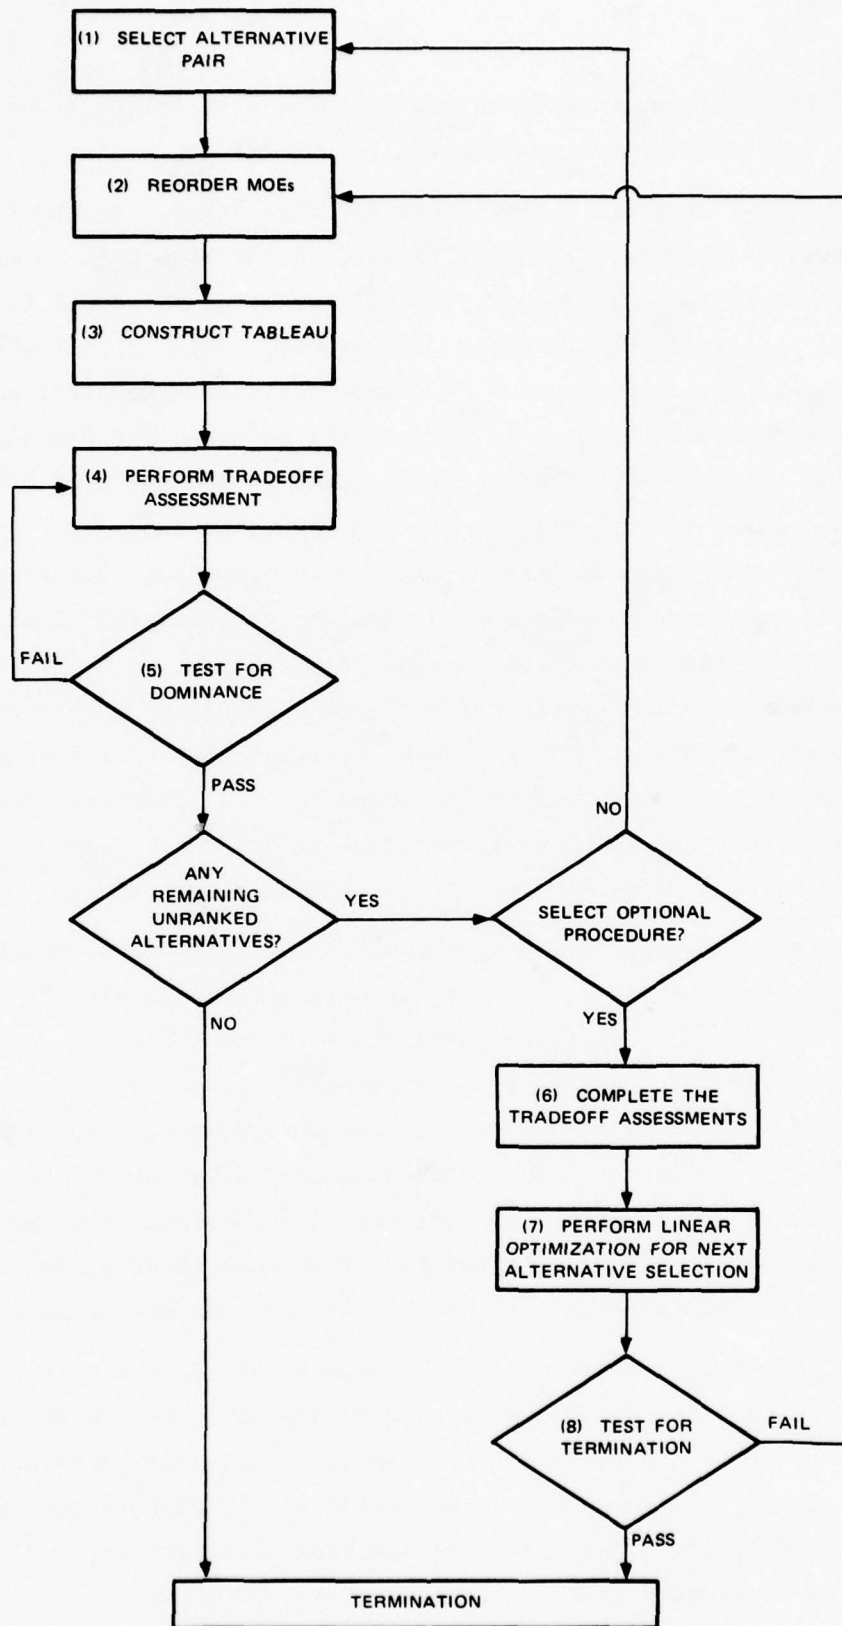 (1) SELECT ALTERNATIVE
PAIR
(2) REORDER MOEs
(3) CONSTRUCT TABLEAU
(4) PERFORM TRADEOFF
ASSESSMENT
FAIL
(5) TEST FOR
DOMINANCE
PASS
ANY
REMAINING
UNRANKED
ALTERNATIVES?
YES
NO
NO
SELECT OPTIONAL
PROCEDURE?
YES
(6) COMPLETE THE
TRADEOFF ASSESSMENTS
(7) PERFORM LINEAR
OPTIMIZATION FOR NEXT
ALTERNATIVE SELECTION
(8) TEST FOR
TERMINATION
FAIL
PASS
TERMINATION